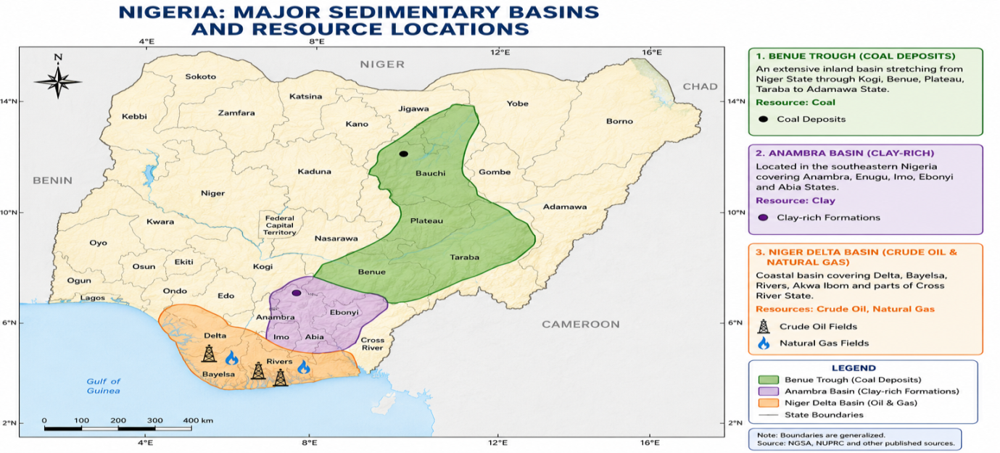 NIGERIA: MAJOR SEDIMENTARY BASINS
AND RESOURCE LOCATIONS
4°E
8°E
12°E
16°E
N
NIGER
CHAD
BENIN
CAMEROON
14°N
14°N
10°N
10°N
6°N
6°N
2°N
2°N
Sokoto
Katsina
Jigawa
Yobe
Kebbi
Zamfara
Kano
Borno
Kaduna
Bauchi
Gombe
Niger
Adamawa
Kwara
Federal
Capital
Territory
Plateau
Nasarawa
Oyo
Taraba
Osun
Ekiti
Kogi
Benue
Ogun
Ondo
Edo
Lagos
Anambra
Ebonyi
Delta
Imo
Abia
Cross
River
Rivers
Bayelsa
Gulf of
Guinea
0 100 200 300 400 km
4°E
8°E
12°E
16°E
1. BENUE TROUGH (COAL DEPOSITS)
An extensive inland basin stretching from
Niger State through Kogi, Benue, Plateau,
Taraba to Adamawa State.
Resource: Coal
Coal Deposits
2. ANAMBRA BASIN (CLAY-RICH)
Located in the southeastern Nigeria
covering Anambra, Enugu, Imo, Ebonyi
and Abia States.
Resource: Clay
Clay-rich Formations
3. NIGER DELTA BASIN (CRUDE OIL &
NATURAL GAS)
Coastal basin covering Delta, Bayelsa,
Rivers, Akwa Ibom and parts of Cross
River State.
Resources: Crude Oil, Natural Gas
Crude Oil Fields
Natural Gas Fields
LEGEND
Benue Trough (Coal Deposits)
Anambra Basin (Clay-rich Formations)
Niger Delta Basin (Oil & Gas)
State Boundaries
Note: Boundaries are generalized.
Source: NGSA, NUPRC and other published sources.